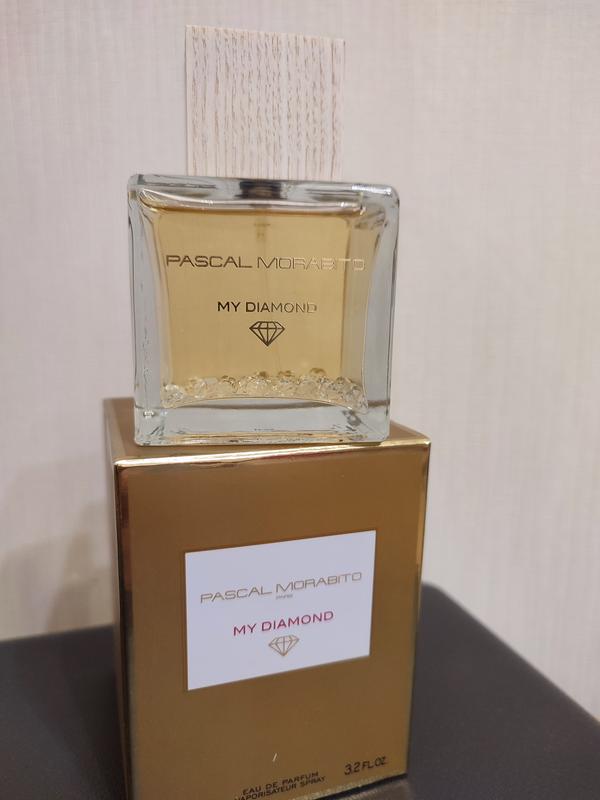 PASCAL MORABITO
MY DIAMOND
PASCAL MORABITO
PARIS
MY DIAMOND
EAU DE PARFUM
VAPORISATEUR SPRAY
3.2 FL.OZ.